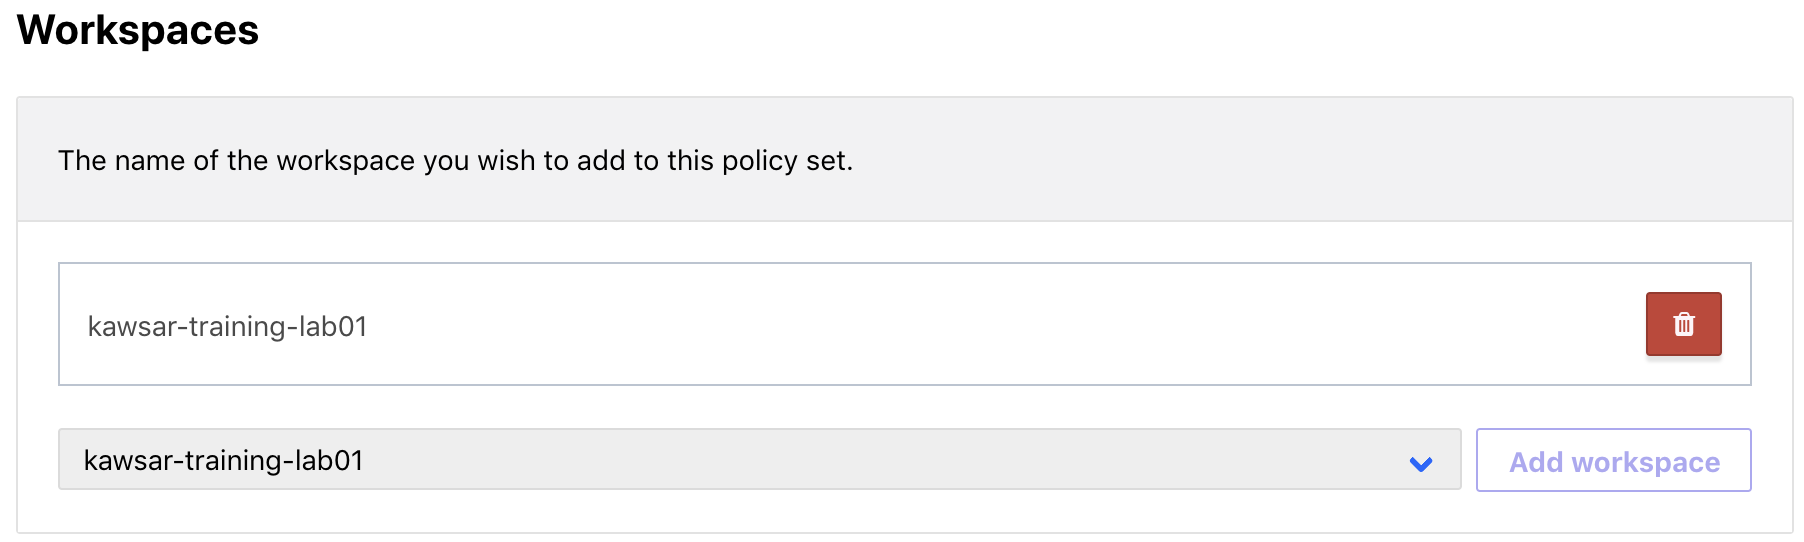 Workspaces
The name of the workspace you wish to add to this policy set.
kawsar-training-lab01
kawsar-training-lab01
Add workspace